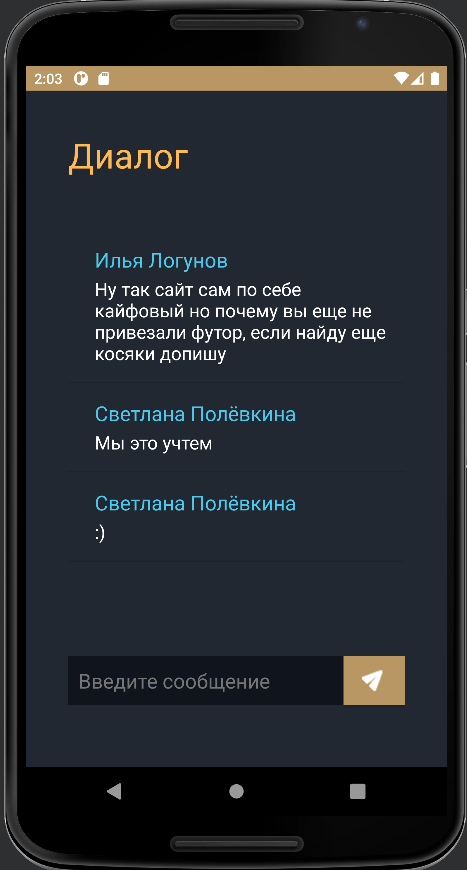 2:03
Диалог
Илья Логунов
Ну так сайт сам по себе
кайфовый но почему вы еще не
привезали футор, если найду еще
косяки допишу
Светлана Полёвкина
Мы это учтем
Светлана Полёвкина
:)
Введите сообщение